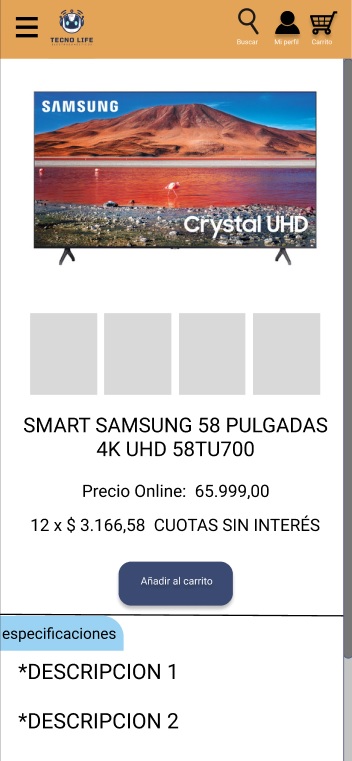 TECNO LIFE
Buscar
Mi perfil
Carrito
SAMSUNG
Crystal UHD
SMART SAMSUNG 58 PULGADAS
4K UHD 58TU700
Precio Online: 65.999,00
12 x $ 3.166,58 CUOTAS SIN INTERÉS
Añadir al carrito
especificaciones
*DESCRIPCION 1
*DESCRIPCION 2